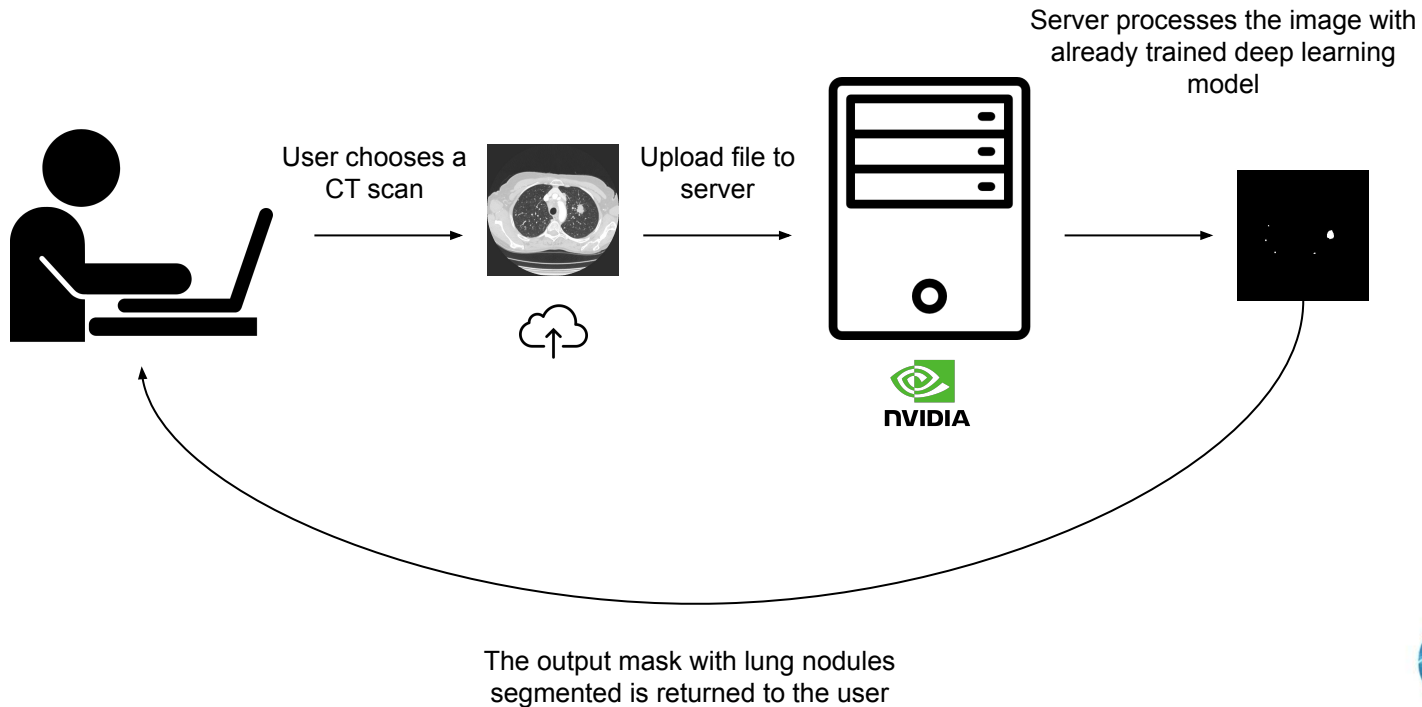 Server processes the image with
already trained deep learning
model
User chooses a
CT scan
Upload file to
server
NVIDIA
The output mask with lung nodules
segmented is returned to the user